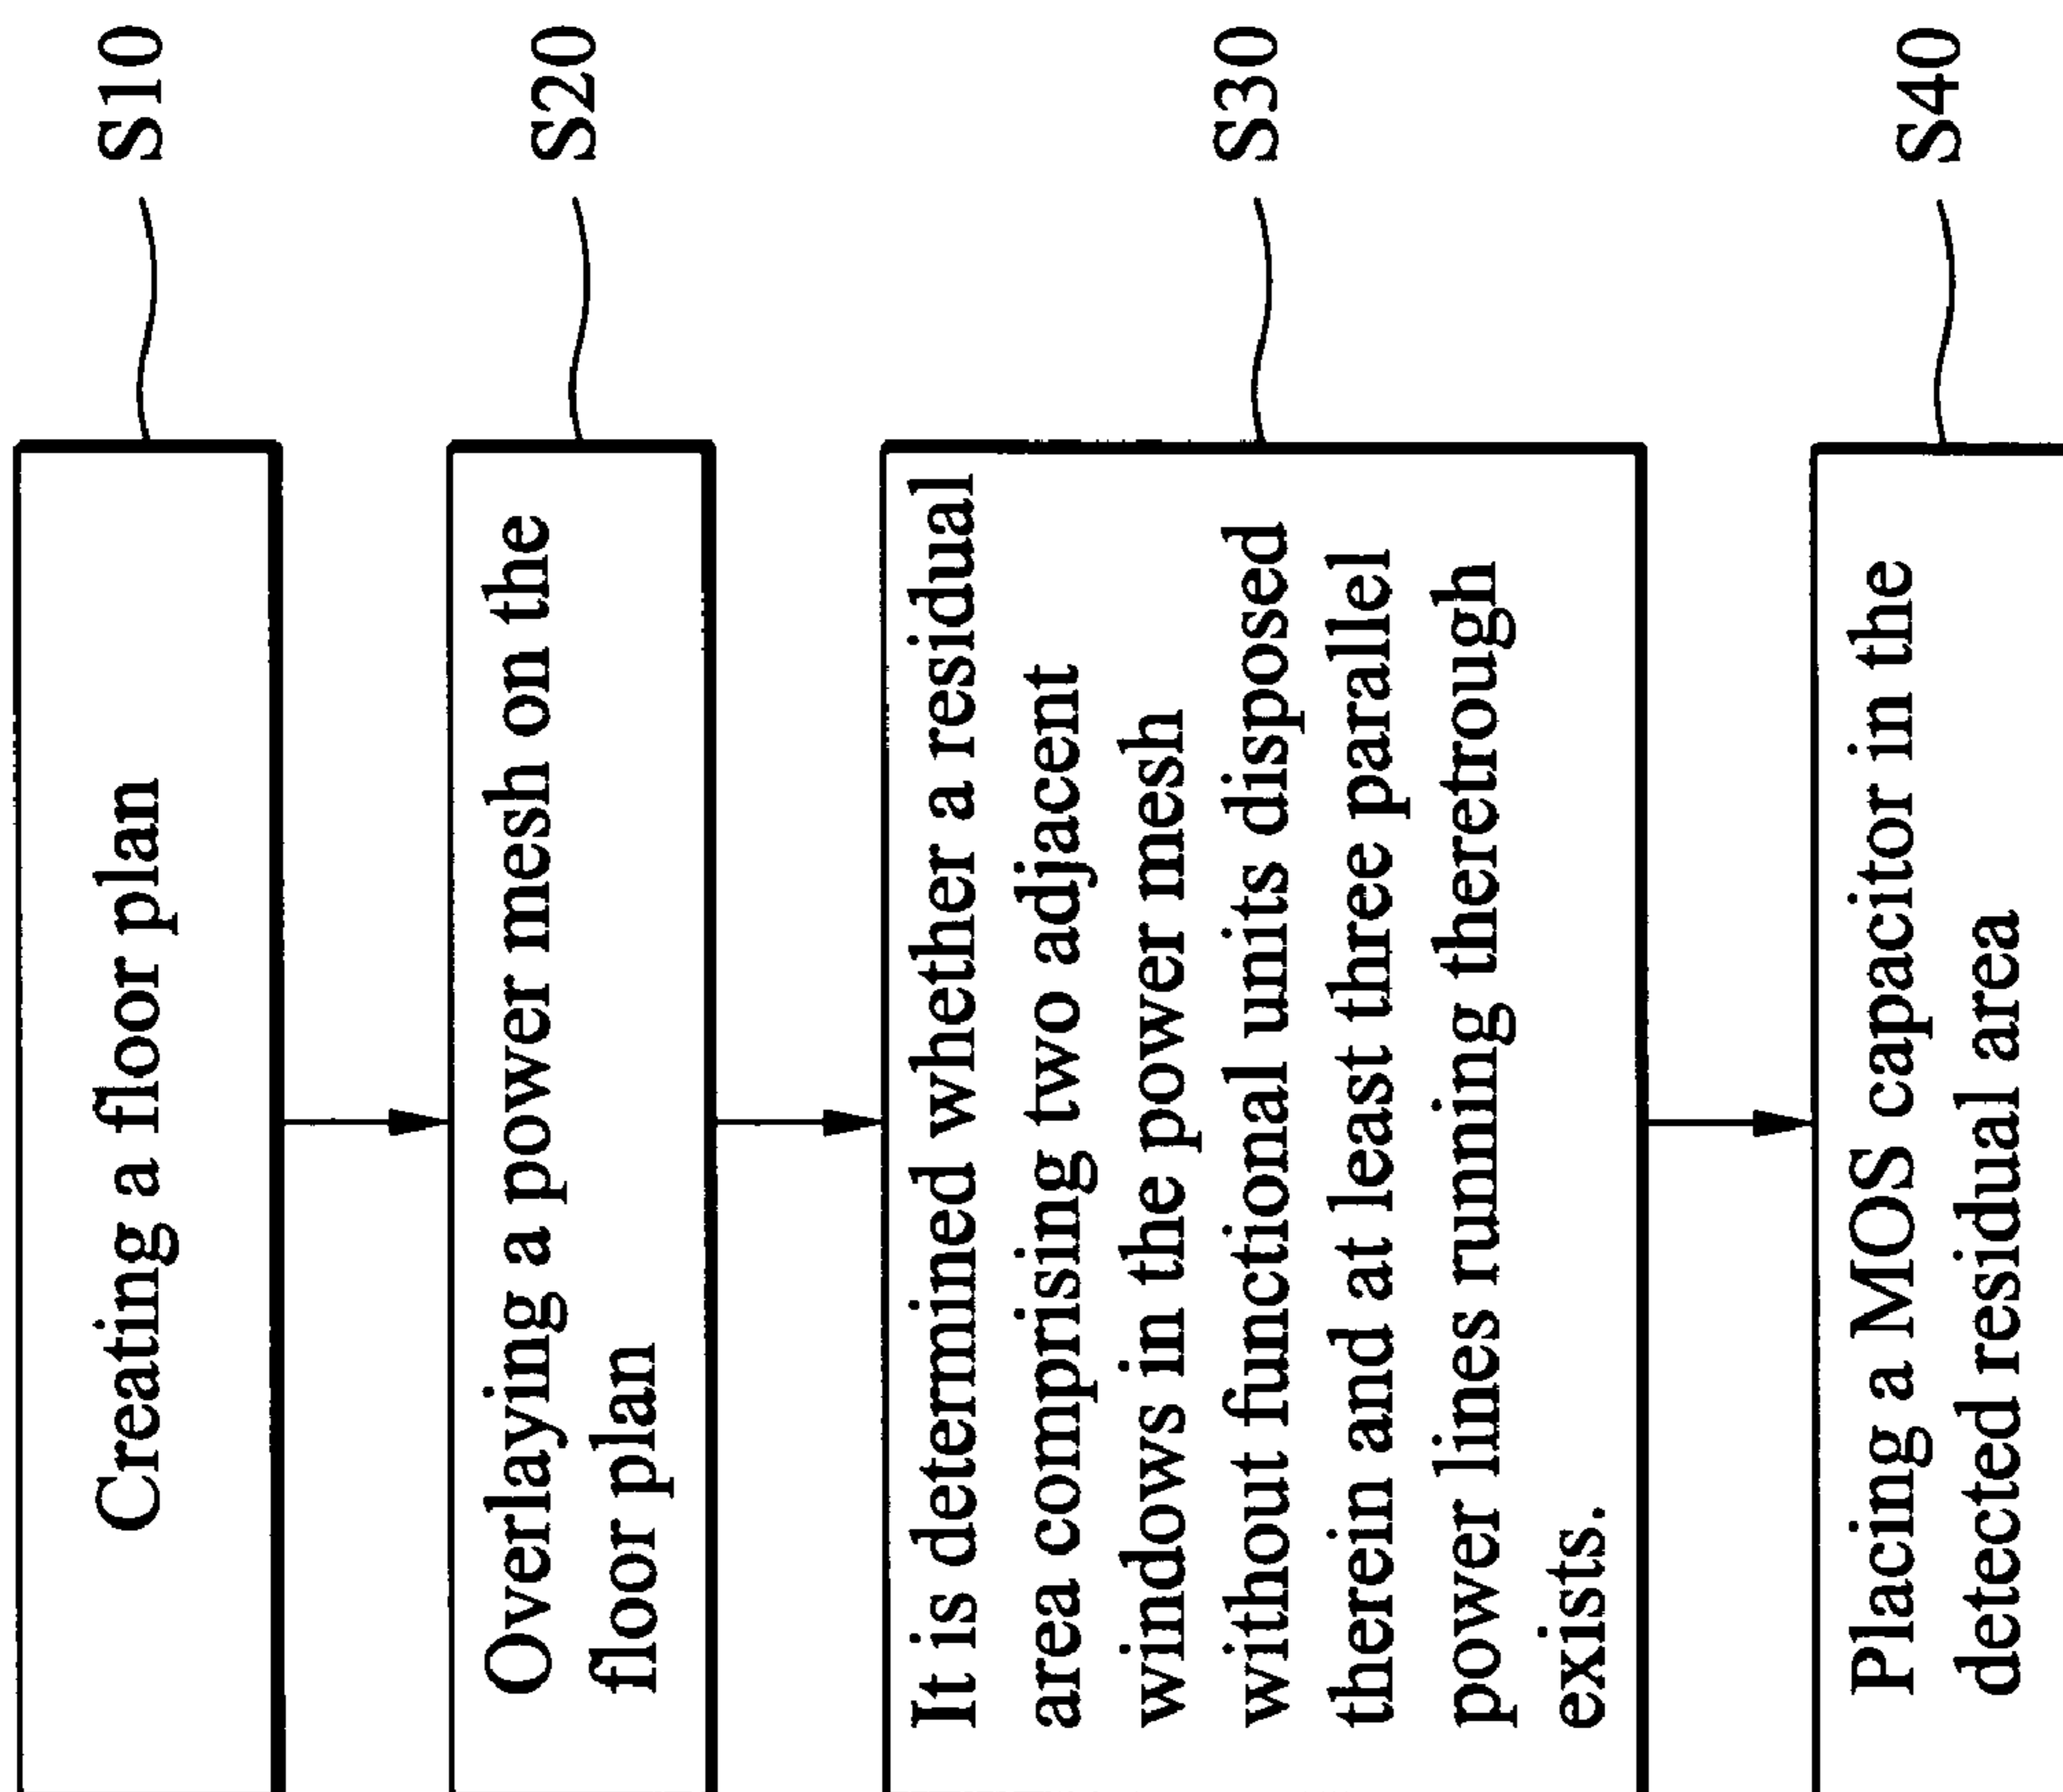 Creating a floor plan
S10
Overlaying a power mesh on the
floor plan
S20
It is determined whether a residual
area comprising two adjacent
windows in the power mesh
without functional units disposed
therein and at least three parallel
power lines running theretrough
exists.
S30
Placing a MOS capacitor in the
detected residual area
S40